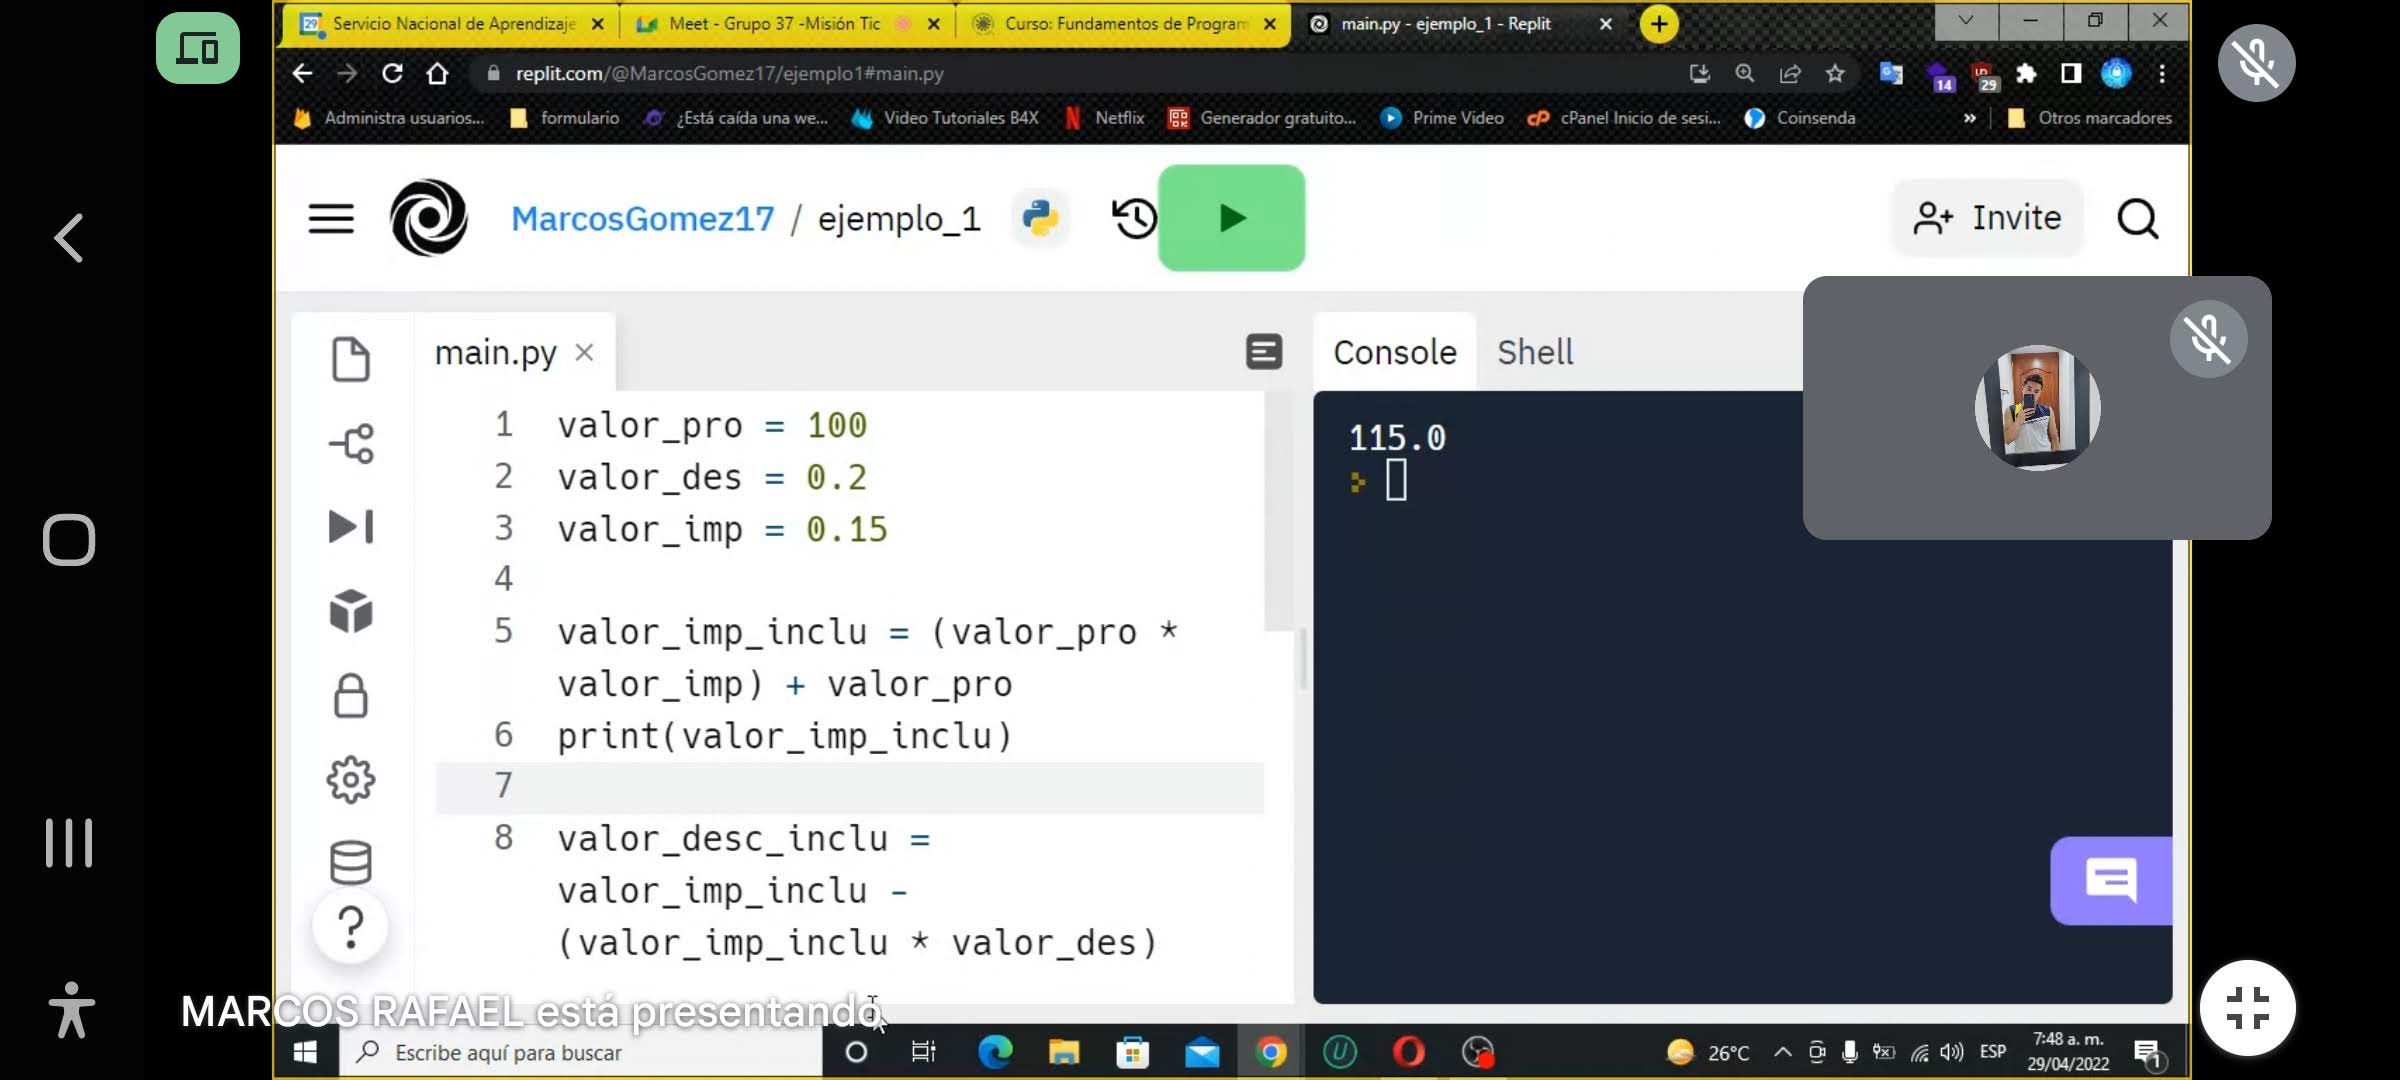 29
Servicio Nacional de Aprendizaje
Meet - Grupo 37 -Misión Tic
Curso: Fundamentos de Program
main.py - ejemplo_1 - Replit
replit.com/@MarcosGomez17/ejemplo1#main.py
14
29
Administra usuarios...
formulario
¿Está caída una we...
Video Tutoriales B4X
Netflix
Generador gratuito...
Prime Video
cPanel Inicio de sesi...
Coinsenda
»
Otros marcadores
MarcosGomez17 / ejemplo_1
Invite
main.py
Console
Shell
1 valor_pro = 100
2 valor_des = 0.2
3 valor_imp = 0.15
4
5 valor_imp_inclu = (valor_pro *
valor_imp) + valor_pro
6 print(valor_imp_inclu)
7
8 valor_desc_inclu =
valor_imp_inclu -
(valor_imp_inclu * valor_des)
115.0
?
MARCOS RAFAEL está presentando
Escribe aquí para buscar
26°C
ESP
7:48 a. m.
29/04/2022
1